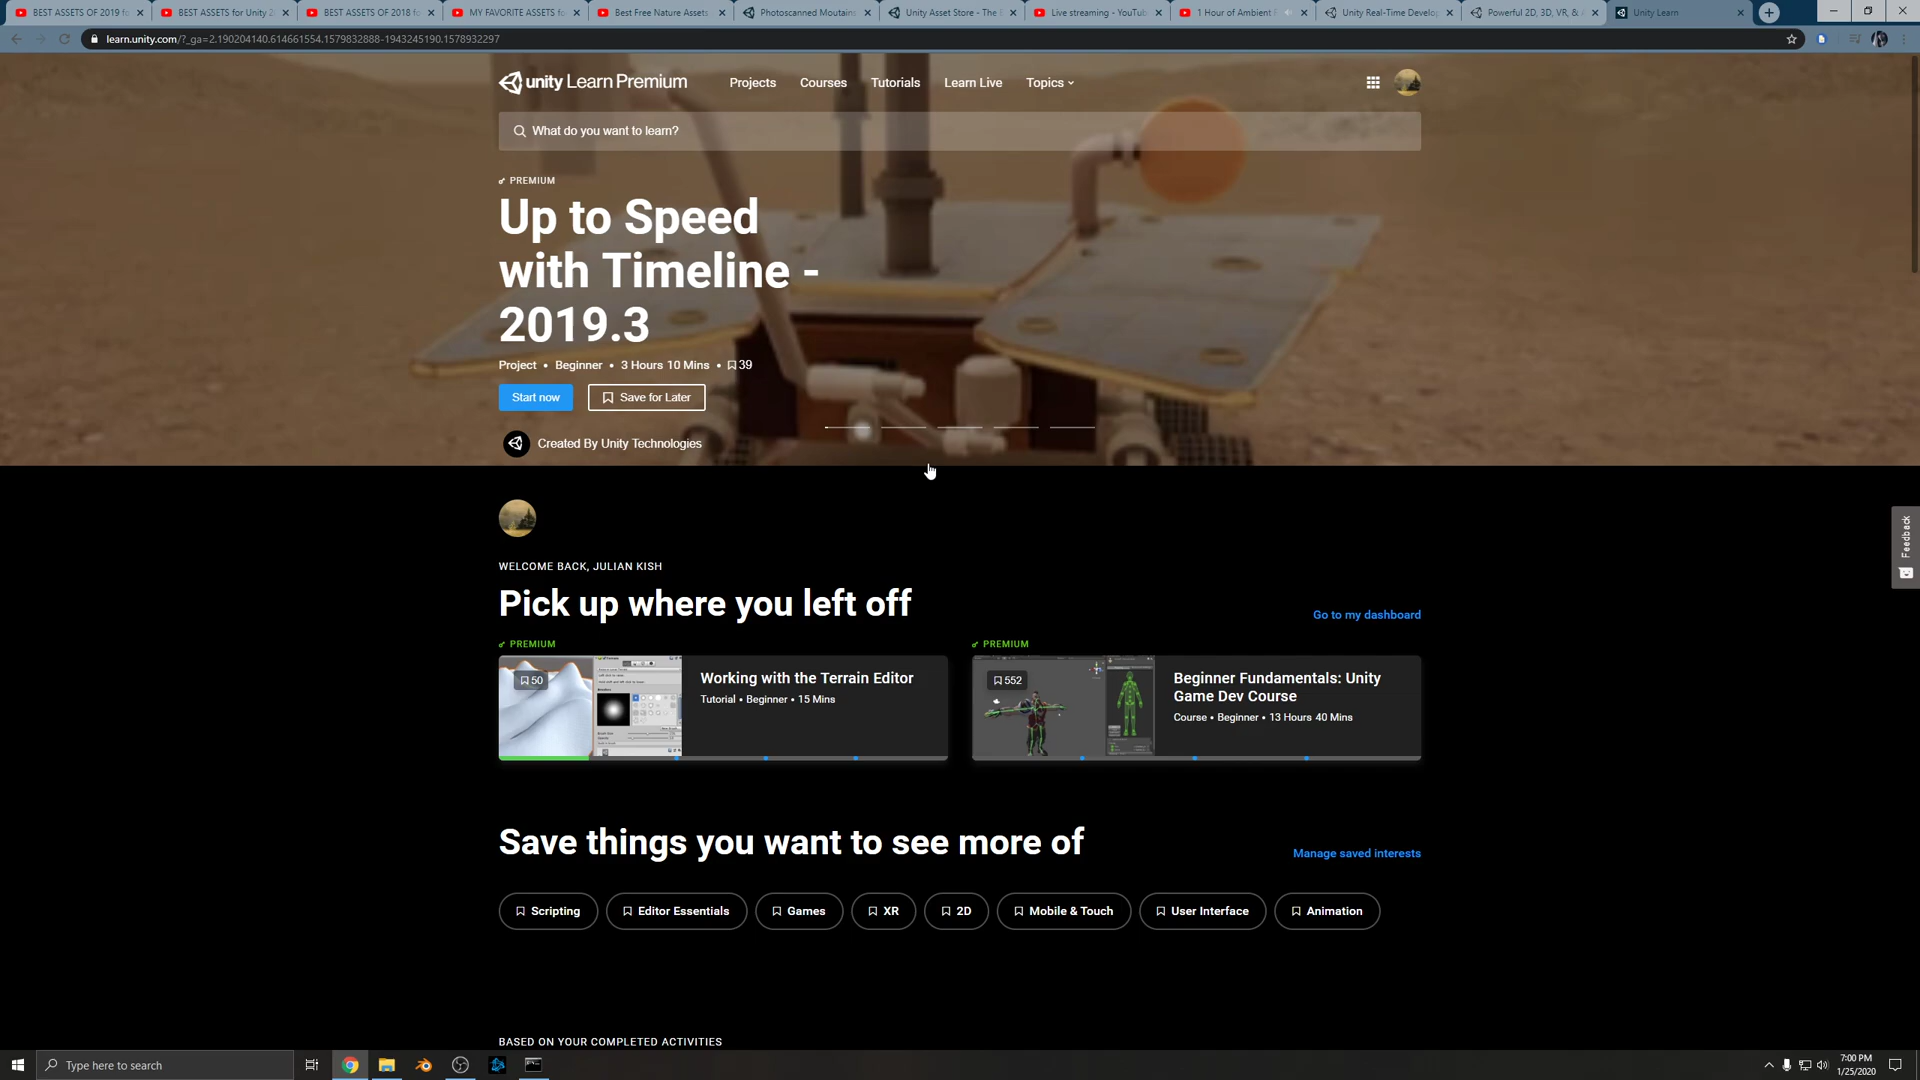 BEST ASSETS OF 2019 fo
BEST ASSETS for Unity 2
BEST ASSETS OF 2018 fo
MY FAVORITE ASSETS fo
Best Free Nature Assets
Photoscanned Moutains
Unity Asset Store - The B
Live streaming - YouTub
1 Hour of Ambient
Unity Real-Time Develop
Powerful 2D, 3D, VR, & A
Unity Learn
learn.unity.com/?_ga=2.190204140.614661554.1579832888-1943245190.1578932297
unity Learn Premium
Projects
Courses
Tutorials
Learn Live
Topics
What do you want to learn?
PREMIUM
Up to Speed
with Timeline -
2019.3
Project • Beginner • 3 Hours 10 Mins • 39
Start now
Save for Later
Created By Unity Technologies
Feedback
WELCOME BACK, JULIAN KISH
Pick up where you left off
Go to my dashboard
PREMIUM
50
Working with the Terrain Editor
Tutorial • Beginner • 15 Mins
PREMIUM
552
Beginner Fundamentals: Unity
Game Dev Course
Course • Beginner • 13 Hours 40 Mins
Save things you want to see more of
Manage saved interests
Scripting
Editor Essentials
Games
XR
2D
Mobile & Touch
User Interface
Animation
BASED ON YOUR COMPLETED ACTIVITIES
Type here to search
7:00 PM
1/25/2020